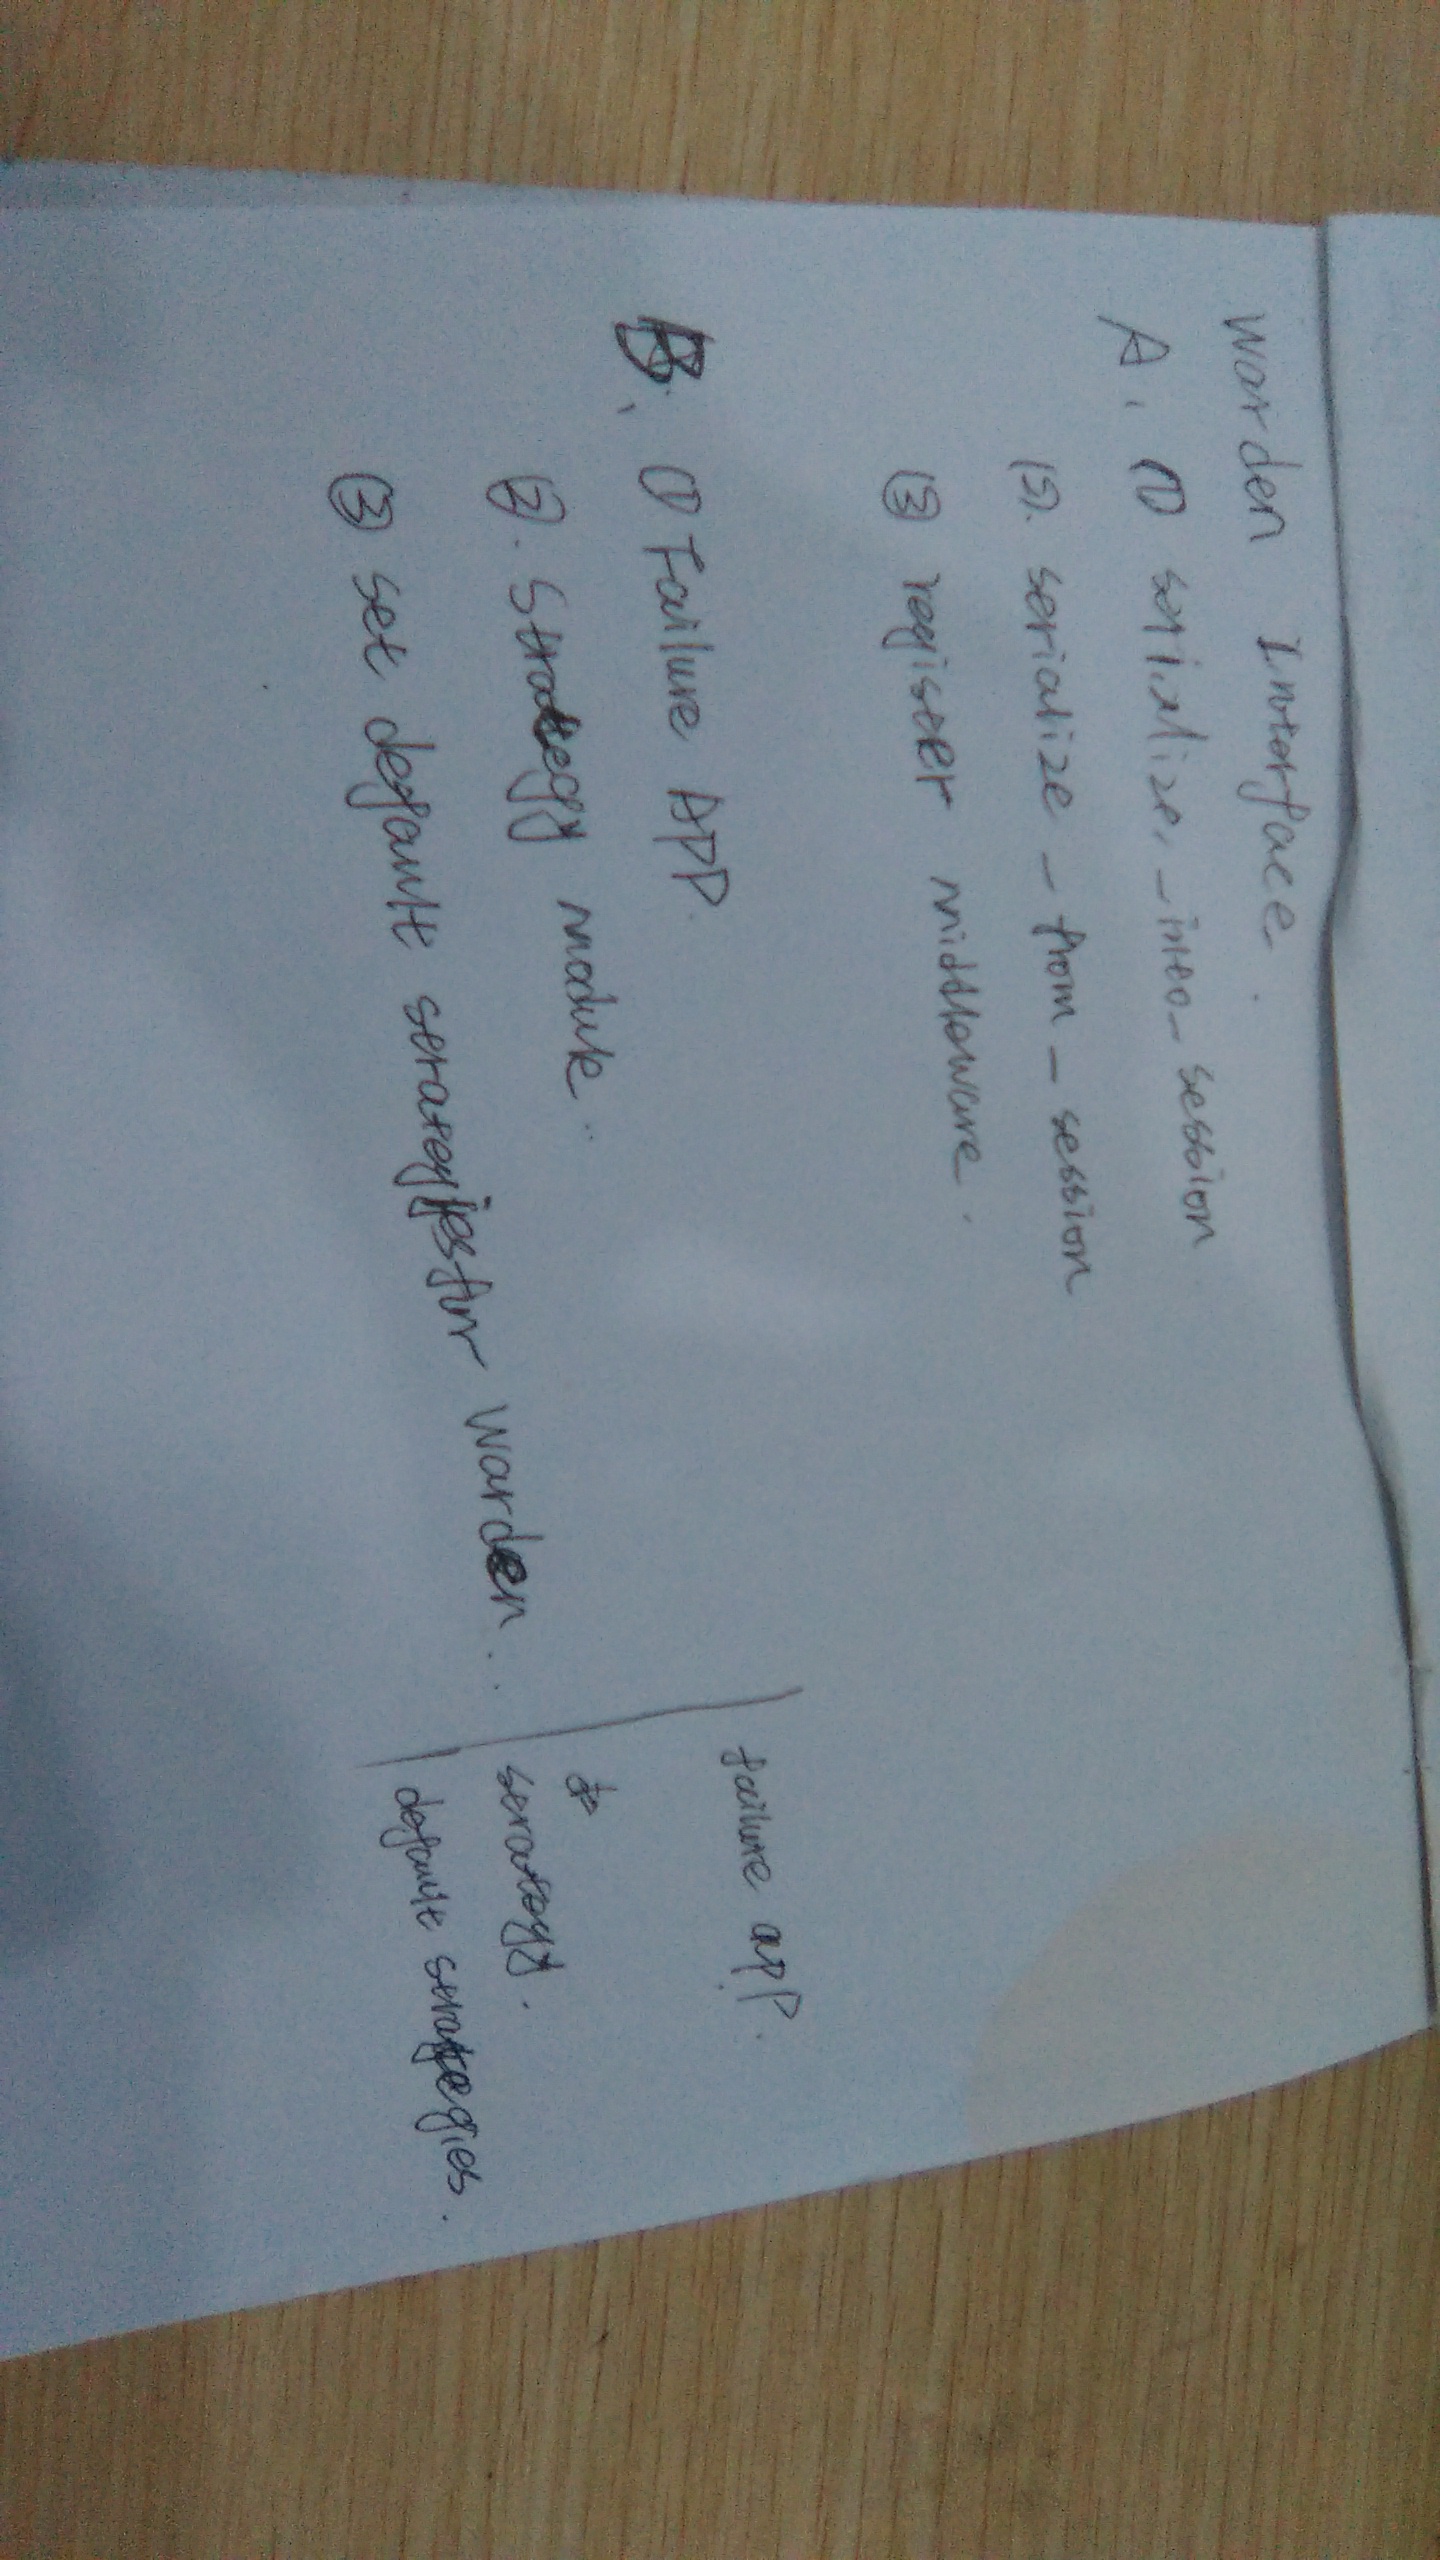 Warden Interface.
A. ① serialize_into_session
②. serialize_from_session
③ regiseer middleware.
B. ① Failure APP.
②. Strategy module..
③ set default strategies for warden..
failure app.
strategy.
default strategies.